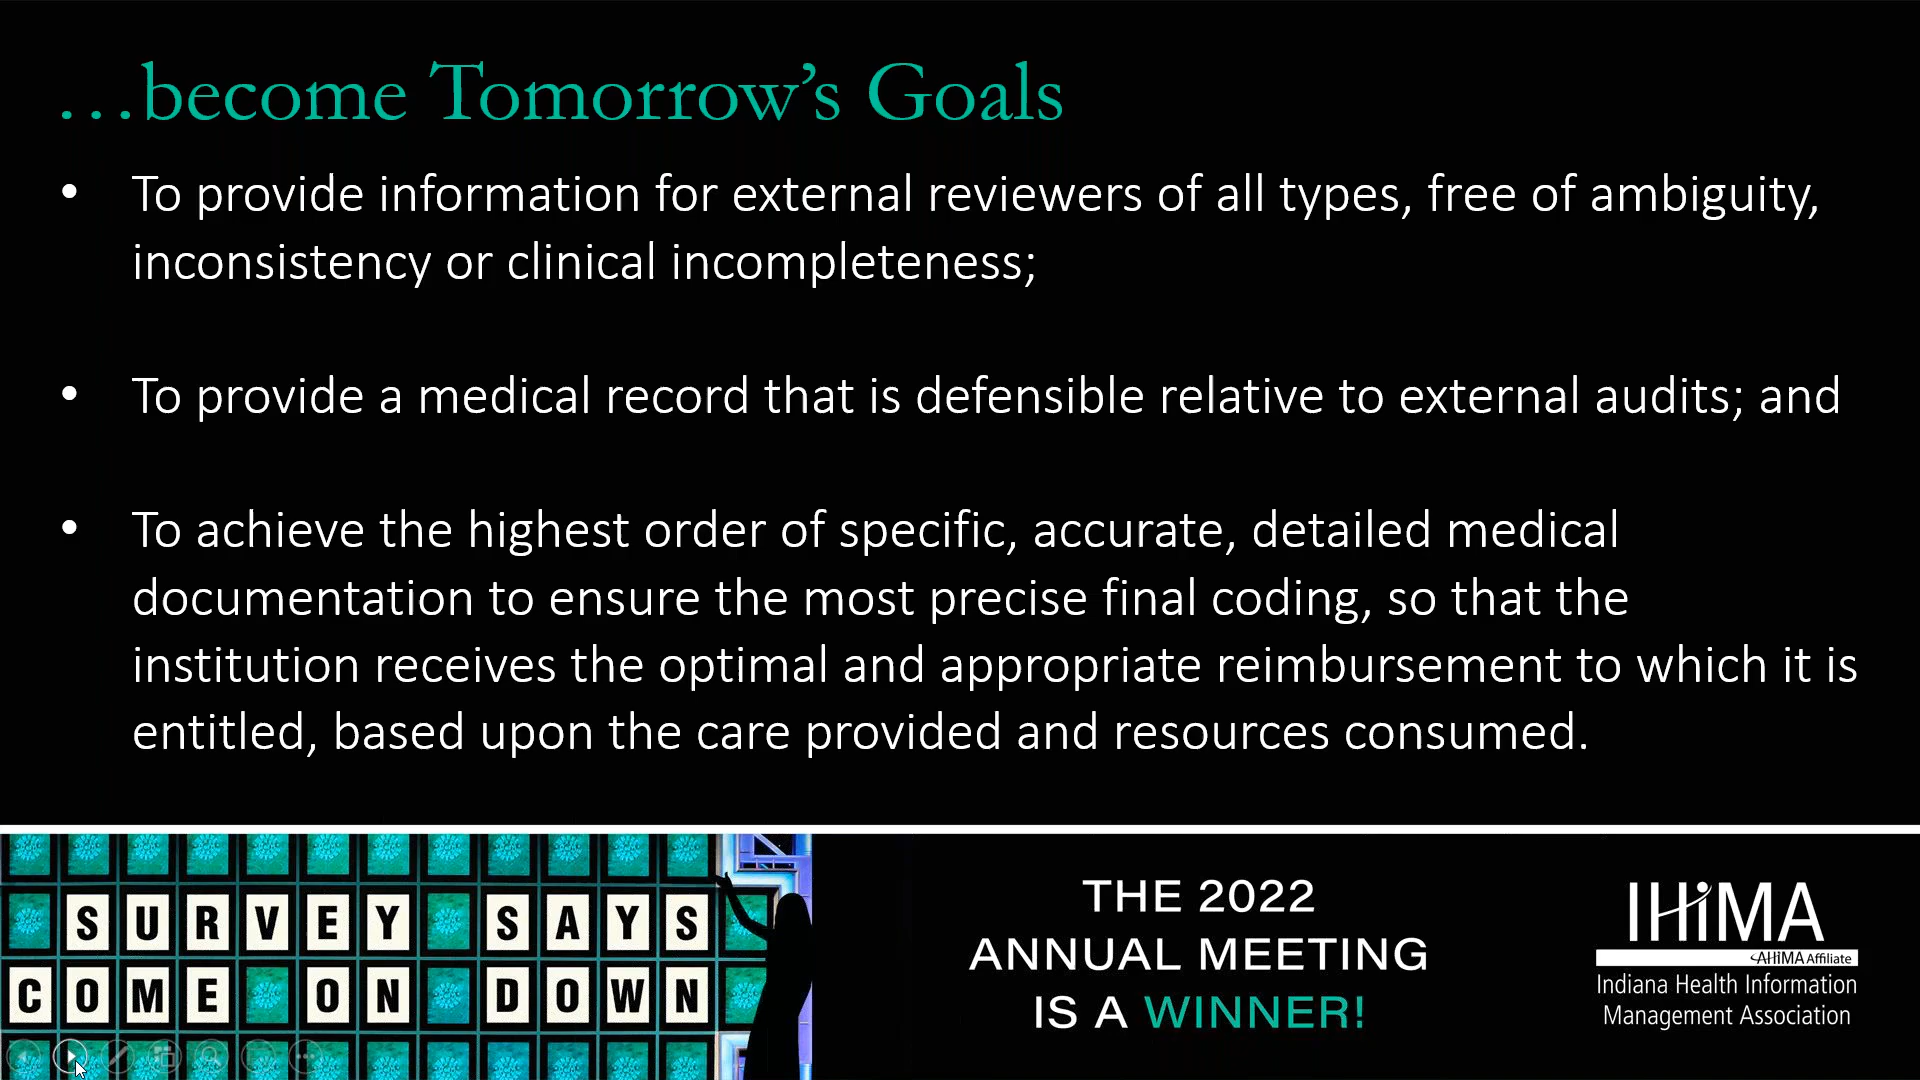 …become Tomorrow’s Goals
• To provide information for external reviewers of all types, free of ambiguity,
inconsistency or clinical incompleteness;
• To provide a medical record that is defensible relative to external audits; and
• To achieve the highest order of specific, accurate, detailed medical
documentation to ensure the most precise final coding, so that the
institution receives the optimal and appropriate reimbursement to which it is
entitled, based upon the care provided and resources consumed.
SURVEY SAYS
COME ON DOWN
THE 2022
ANNUAL MEETING
IS A WINNER!
IHiMA
AHiMA Affiliate
Indiana Health Information
Management Association